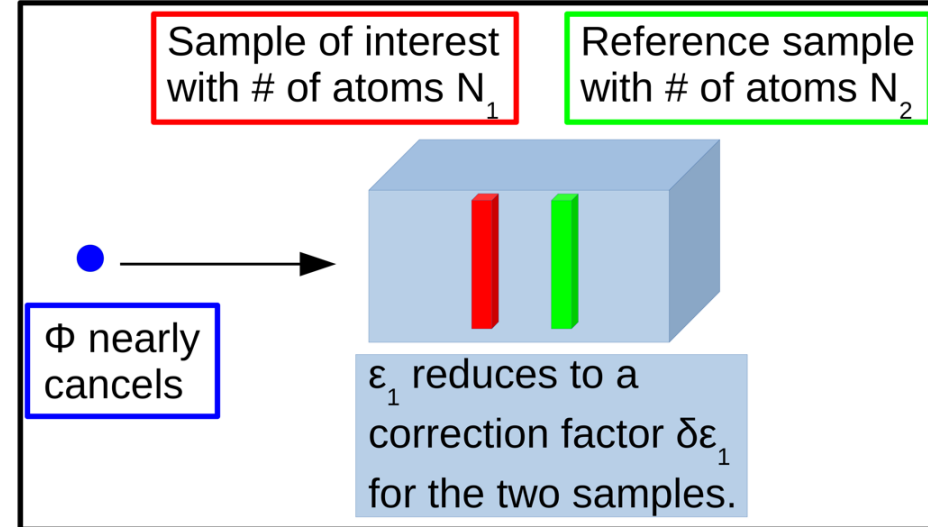 Sample of interest
with # of atoms N₁
Reference sample
with # of atoms N₂
Φ nearly
cancels
ε₁ reduces to a
correction factor δε₁
for the two samples.